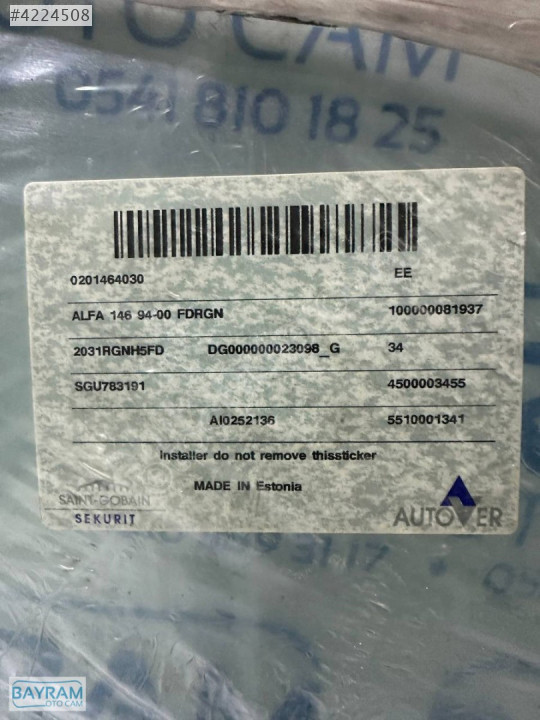 #4224508
OTO CAM
0541 810 18 25
0201464030 EE
ALFA 146 94-00 FDRGN 100000081937
2031RGNH5FD DG000000023098_G 34
SGU783191 4500003455
AI0252136 5510001341
Installer do not remove thissticker
MADE IN Estonia
SAINT-GOBAIN
SEKURIT
AUTOVER
BAYRAM
OTO CAM